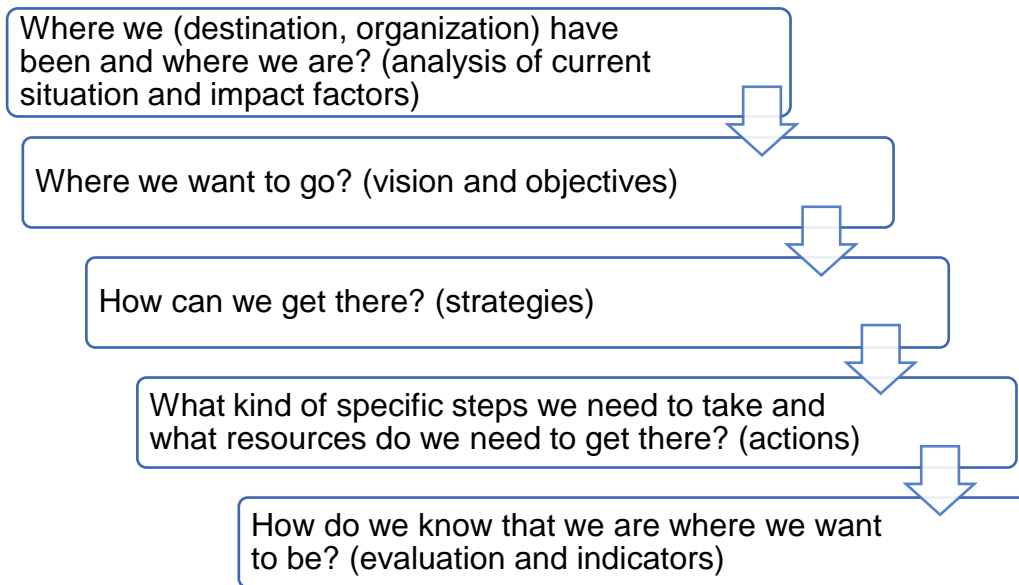 Where we (destination, organization) have
been and where we are? (analysis of current
situation and impact factors)
Where we want to go? (vision and objectives)
How can we get there? (strategies)
What kind of specific steps we need to take and
what resources do we need to get there? (actions)
How do we know that we are where we want
to be? (evaluation and indicators)